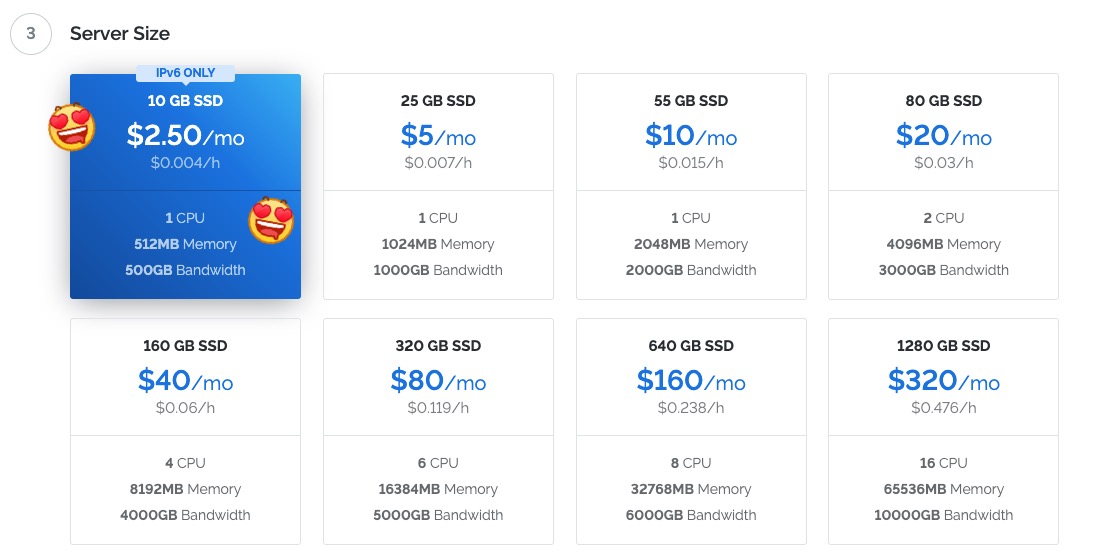 3
Server Size
IPv6 ONLY
10 GB SSD
$2.50/mo
$0.004/h
1 CPU
512MB Memory
500GB Bandwidth
25 GB SSD
$5/mo
$0.007/h
1 CPU
1024MB Memory
1000GB Bandwidth
55 GB SSD
$10/mo
$0.015/h
1 CPU
2048MB Memory
2000GB Bandwidth
80 GB SSD
$20/mo
$0.03/h
2 CPU
4096MB Memory
3000GB Bandwidth
160 GB SSD
$40/mo
$0.06/h
4 CPU
8192MB Memory
4000GB Bandwidth
320 GB SSD
$80/mo
$0.119/h
6 CPU
16384MB Memory
5000GB Bandwidth
640 GB SSD
$160/mo
$0.238/h
8 CPU
32768MB Memory
6000GB Bandwidth
1280 GB SSD
$320/mo
$0.476/h
16 CPU
65536MB Memory
10000GB Bandwidth